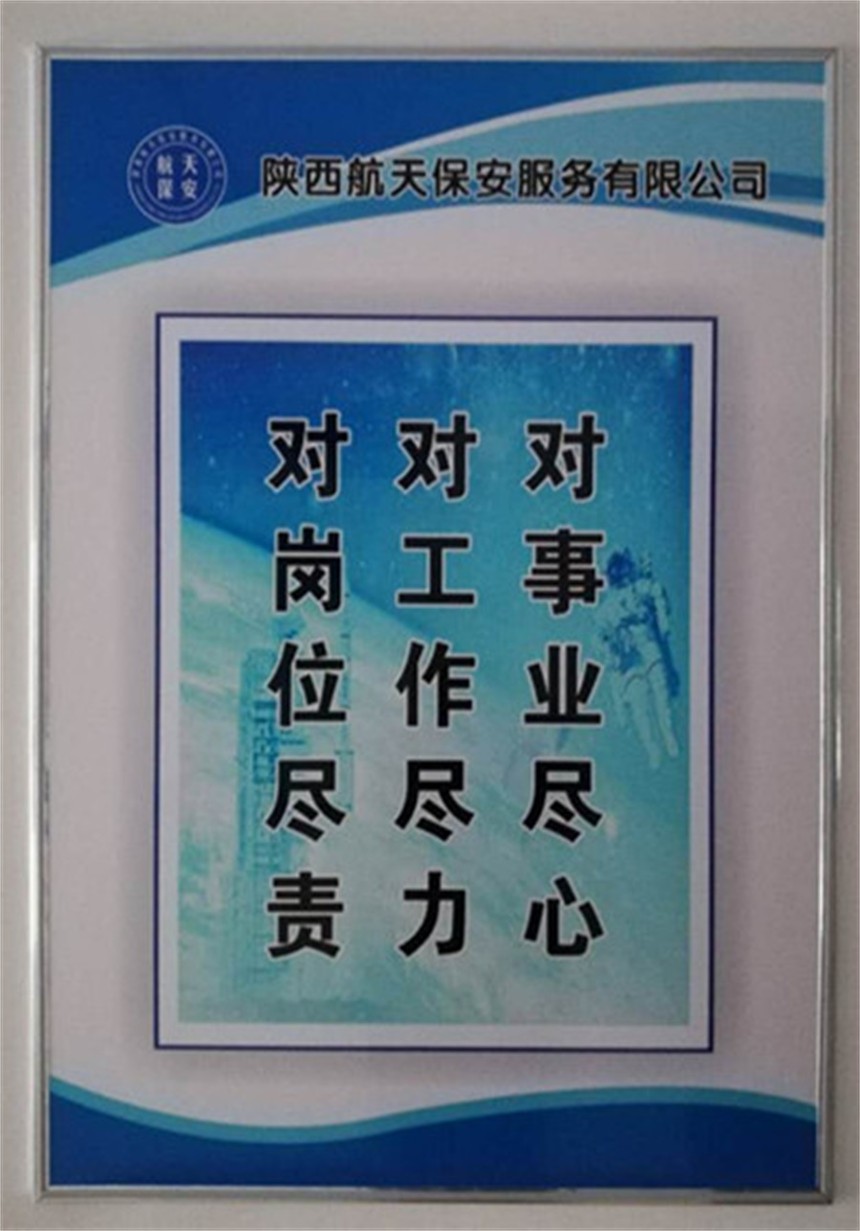 航天
保安
陕西航天保安服务有限公司
对事业尽心
对工作尽力
对岗位尽责